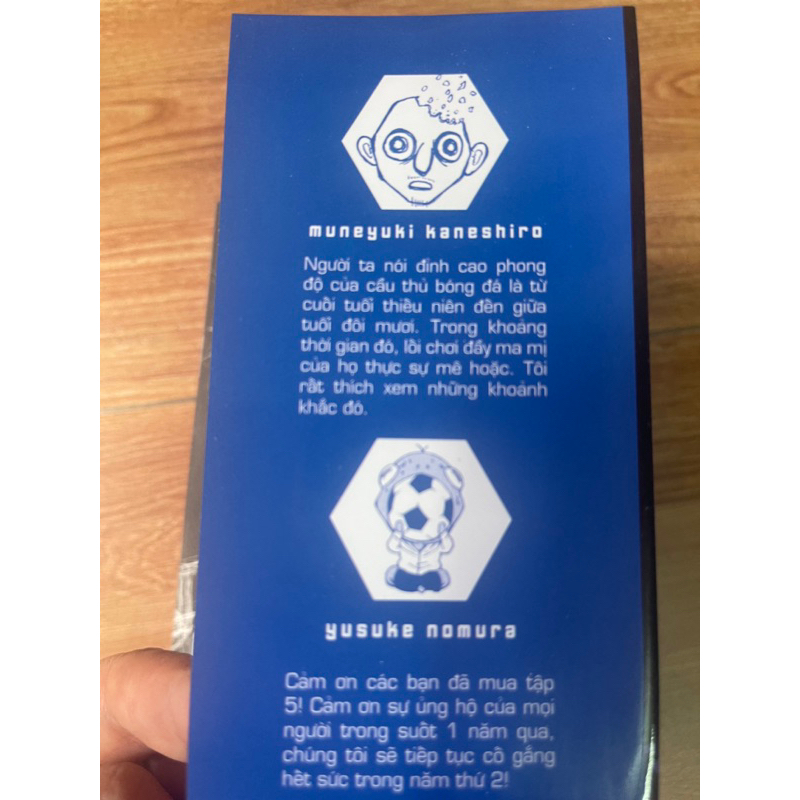 muneyuki kaneshiro
Người ta nói đỉnh cao phong
độ của cầu thủ bóng đá là từ
cuối tuổi thiếu niên đến giữa
tuổi đôi mươi. Trong khoảng
thời gian đó, lối chơi đầy ma mị
của họ thực sự mê hoặc. Tôi
rất thích xem những khoảnh
khắc đó.
yusuke nomura
Cảm ơn các bạn đã mua tập
5! Cảm ơn sự ủng hộ của mọi
người trong suốt 1 năm qua,
chúng tôi sẽ tiếp tục cố gắng
hết sức trong năm thứ 2!